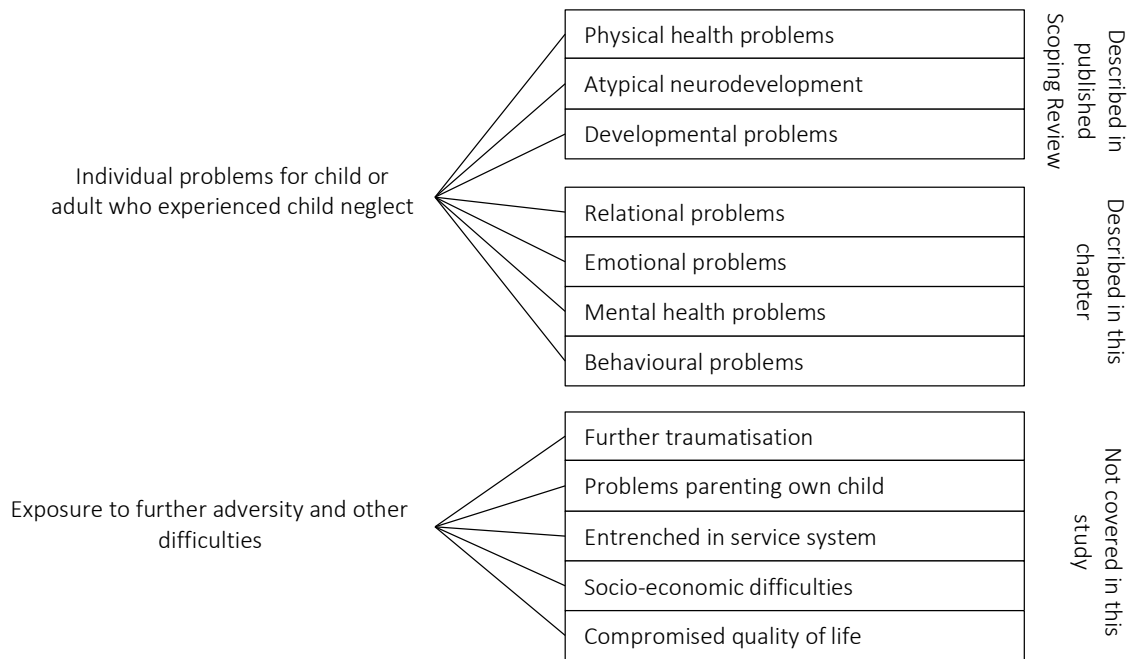 Physical health problems
Atypical neurodevelopment
Developmental problems
Described in
published
Scoping Review
Individual problems for child or
adult who experienced child neglect
Relational problems
Emotional problems
Mental health problems
Behavioural problems
Described in this
chapter
Exposure to further adversity and other
difficulties
Further traumatisation
Problems parenting own child
Entrenched in service system
Socio-economic difficulties
Compromised quality of life
Not covered in this
study